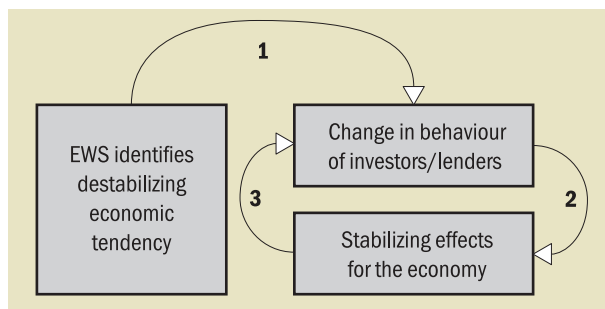 1
EWS identifies
destabilizing
economic
tendency
Change in behaviour
of investors/lenders
3
2
Stabilizing effects
for the economy